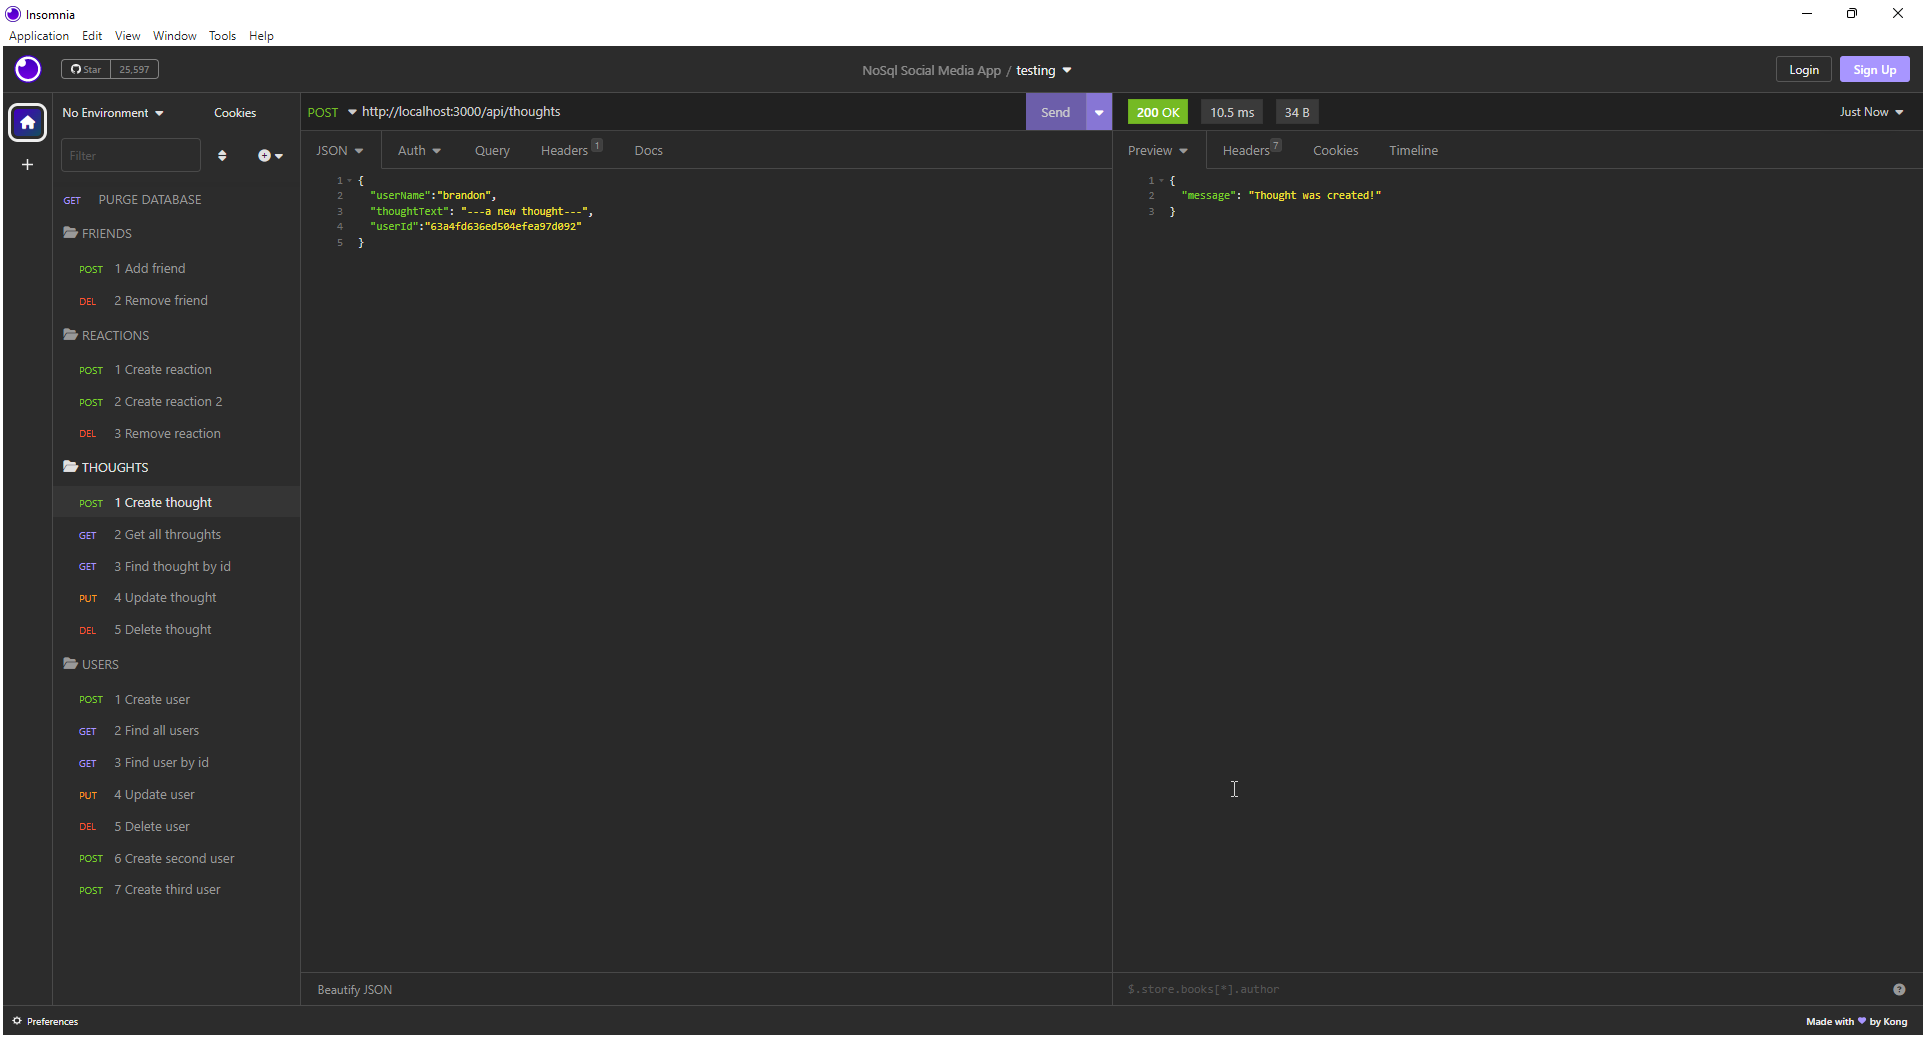 Insomnia
Application Edit View Window Tools Help
Star 25,597
NoSql Social Media App / testing
Login Sign Up
No Environment Cookies
Filter
GET PURGE DATABASE
FRIENDS
POST 1 Add friend
DEL 2 Remove friend
REACTIONS
POST 1 Create reaction
POST 2 Create reaction 2
DEL 3 Remove reaction
THOUGHTS
POST 1 Create thought
GET 2 Get all throughts
GET 3 Find thought by id
PUT 4 Update thought
DEL 5 Delete thought
USERS
POST 1 Create user
GET 2 Find all users
GET 3 Find user by id
PUT 4 Update user
DEL 5 Delete user
POST 6 Create second user
POST 7 Create third user
POST http://localhost:3000/api/thoughts Send
JSON Auth Query Headers 1 Docs
1 {
2 "userName":"brandon",
3 "thoughtText": "---a new thought---",
4 "userId":"63a4fd636ed504efea97d092"
5 }
Beautify JSON
200 OK 10.5 ms 34 B Just Now
Preview Headers 7 Cookies Timeline
1 {
2 "message": "Thought was created!"
3 }
$.store.books[*].author ?
Preferences
Made with ♥ by Kong